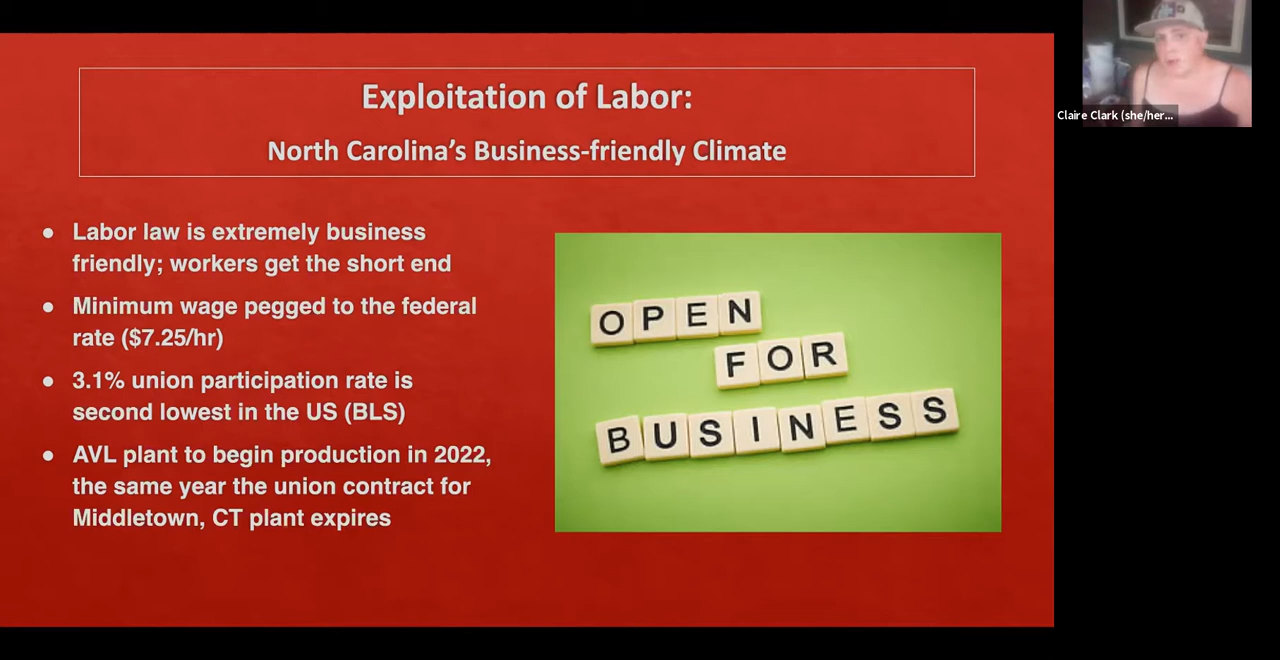 Exploitation of Labor:
North Carolina’s Business-friendly Climate
● Labor law is extremely business
friendly; workers get the short end
● Minimum wage pegged to the federal
rate ($7.25/hr)
● 3.1% union participation rate is
second lowest in the US (BLS)
● AVL plant to begin production in 2022,
the same year the union contract for
Middletown, CT plant expires
OPEN
FOR
BUSINESS
Claire Clark (she/her...